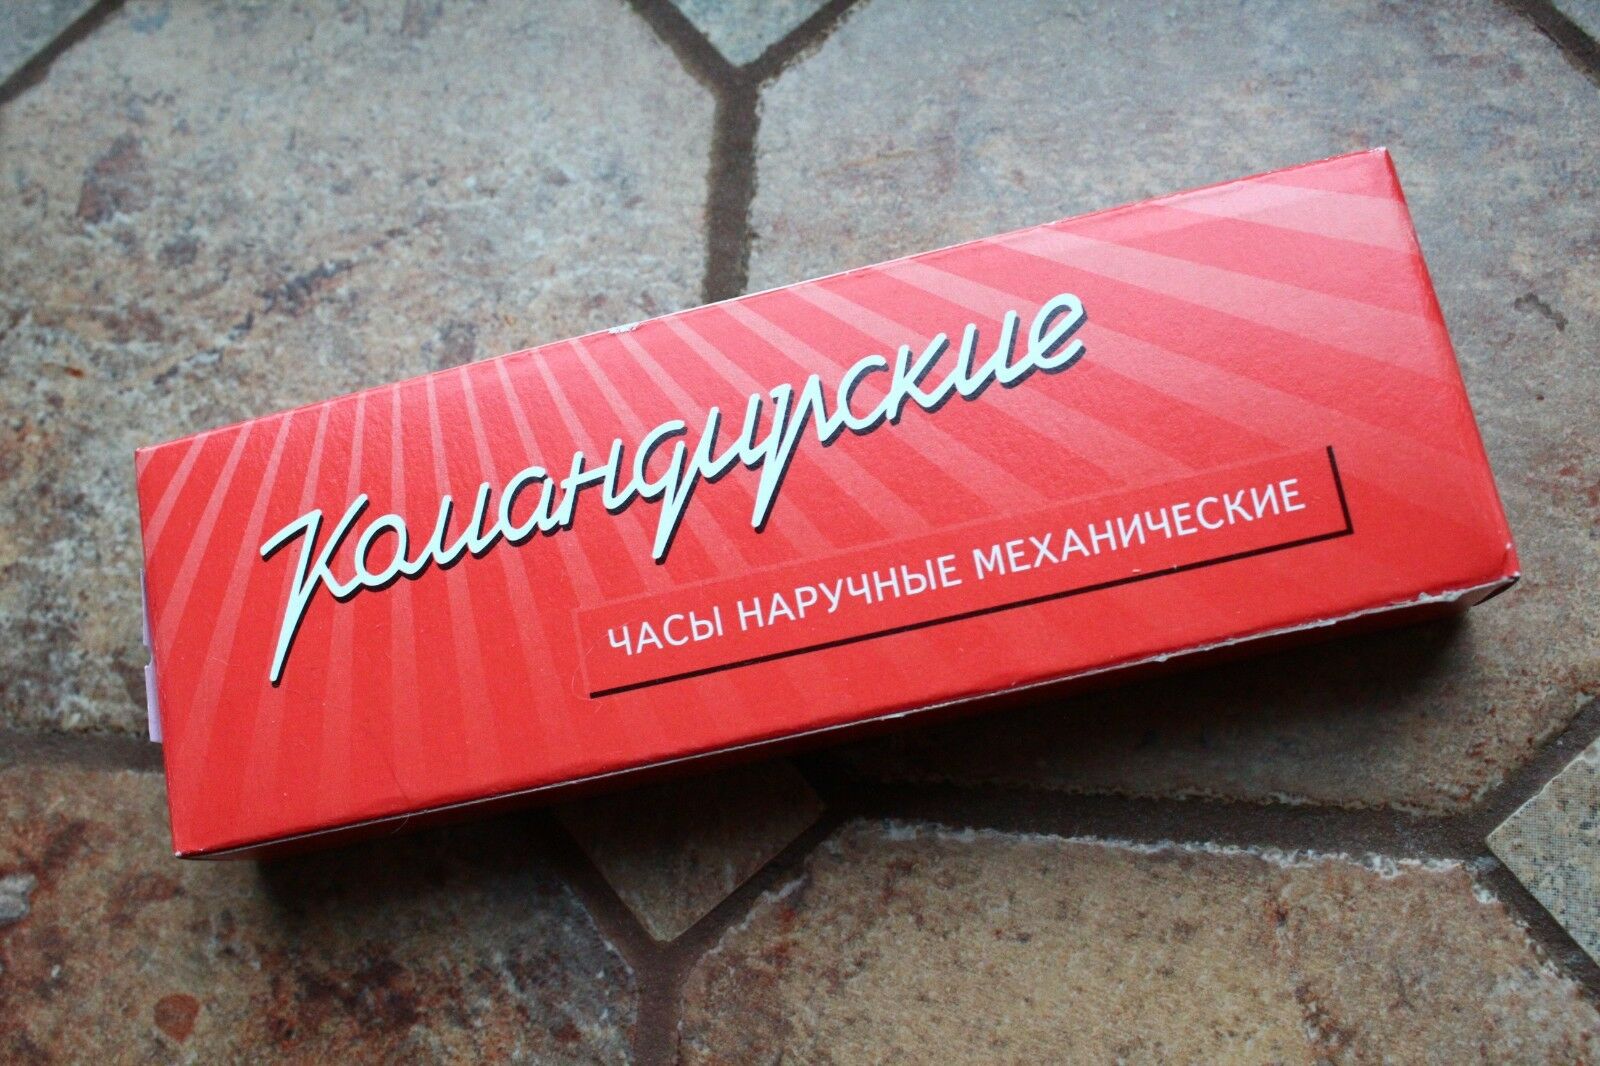 Командирские
ЧАСЫ НАРУЧНЫЕ МЕХАНИЧЕСКИЕ